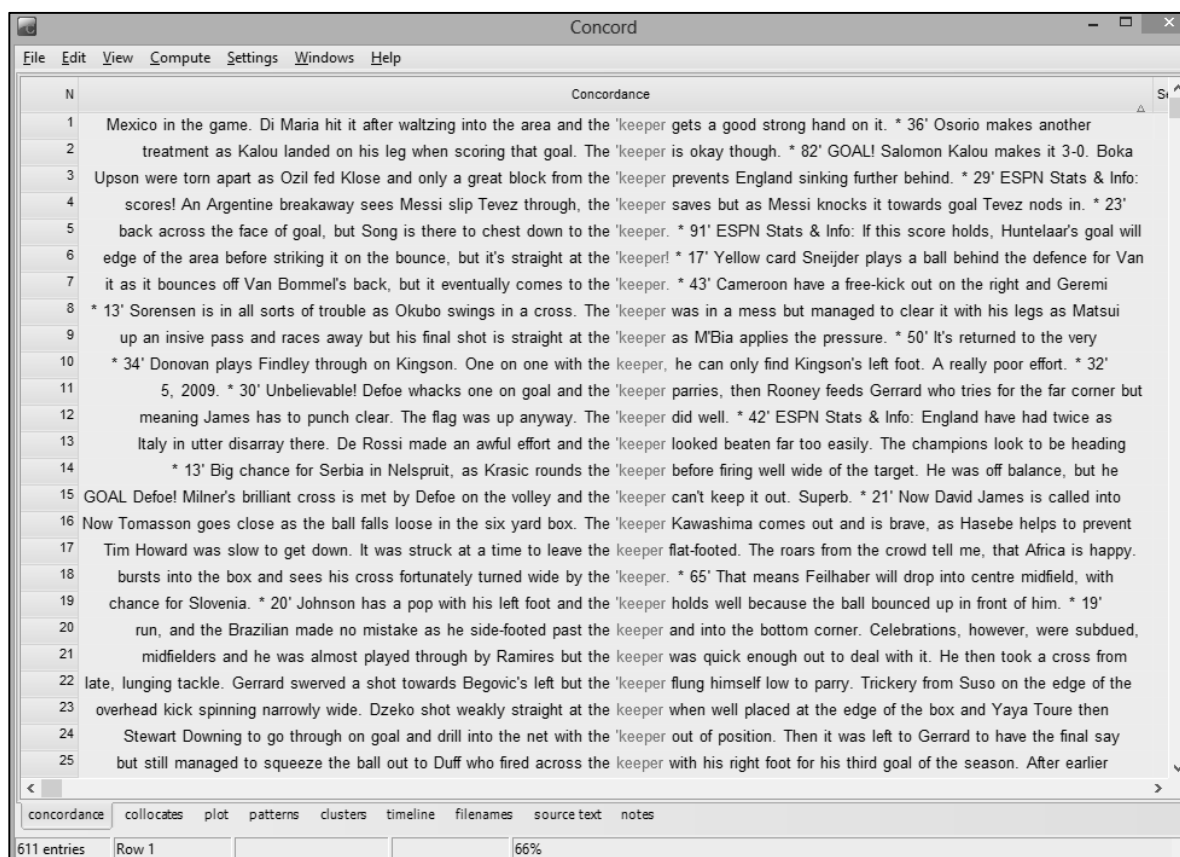 Concord
File Edit View Compute Settings Windows Help
N Concordance
1 Mexico in the game. Di Maria hit it after waltzing into the area and the 'keeper gets a good strong hand on it. * 36' Osorio makes another
2 treatment as Kalou landed on his leg when scoring that goal. The 'keeper is okay though. * 82' GOAL! Salomon Kalou makes it 3-0. Boka
3 Upson were torn apart as Ozil fed Klose and only a great block from the 'keeper prevents England sinking further behind. * 29' ESPN Stats & Info:
4 scores! An Argentine breakaway sees Messi slip Tevez through, the 'keeper saves but as Messi knocks it towards goal Tevez nods in. * 23'
5 back across the face of goal, but Song is there to chest down to the 'keeper. * 91' ESPN Stats & Info: If this score holds, Huntelaar's goal will
6 edge of the area before striking it on the bounce, but it's straight at the 'keeper! * 17' Yellow card Sneijder plays a ball behind the defence for Van
7 it as it bounces off Van Bommel's back, but it eventually comes to the 'keeper. * 43' Cameroon have a free-kick out on the right and Geremi
8 * 13' Sorensen is in all sorts of trouble as Okubo swings in a cross. The 'keeper was in a mess but managed to clear it with his legs as Matsui
9 up an insive pass and races away but his final shot is straight at the 'keeper as M'Bia applies the pressure. * 50' It's returned to the very
10 * 34' Donovan plays Findley through on Kingson. One on one with the keeper, he can only find Kingson's left foot. A really poor effort. * 32'
11 5, 2009. * 30' Unbelievable! Defoe whacks one on goal and the 'keeper parries, then Rooney feeds Gerrard who tries for the far corner but
12 meaning James has to punch clear. The flag was up anyway. The 'keeper did well. * 42' ESPN Stats & Info: England have had twice as
13 Italy in utter disarray there. De Rossi made an awful effort and the 'keeper looked beaten far too easily. The champions look to be heading
14 * 13' Big chance for Serbia in Nelspruit, as Krasic rounds the 'keeper before firing well wide of the target. He was off balance, but he
15 GOAL Defoe! Milner's brilliant cross is met by Defoe on the volley and the 'keeper can't keep it out. Superb. * 21' Now David James is called into
16 Now Tomasson goes close as the ball falls loose in the six yard box. The 'keeper Kawashima comes out and is brave, as Hasebe helps to prevent
17 Tim Howard was slow to get down. It was struck at a time to leave the keeper flat-footed. The roars from the crowd tell me, that Africa is happy.
18 bursts into the box and sees his cross fortunately turned wide by the 'keeper. * 65' That means Feilhaber will drop into centre midfield, with
19 chance for Slovenia. * 20' Johnson has a pop with his left foot and the 'keeper holds well because the ball bounced up in front of him. * 19'
20 run, and the Brazilian made no mistake as he side-footed past the keeper and into the bottom corner. Celebrations, however, were subdued,
21 midfielders and he was almost played through by Ramires but the keeper was quick enough out to deal with it. He then took a cross from
22 late, lunging tackle. Gerrard swerved a shot towards Begovic's left but the 'keeper flung himself low to parry. Trickery from Suso on the edge of the
23 overhead kick spinning narrowly wide. Dzeko shot weakly straight at the keeper when well placed at the edge of the box and Yaya Toure then
24 Stewart Downing to go through on goal and drill into the net with the 'keeper out of position. Then it was left to Gerrard to have the final say
25 but still managed to squeeze the ball out to Duff who fired across the keeper with his right foot for his third goal of the season. After earlier
concordance collocates plot patterns clusters timeline filenames source text notes
611 entries Row 1 66%